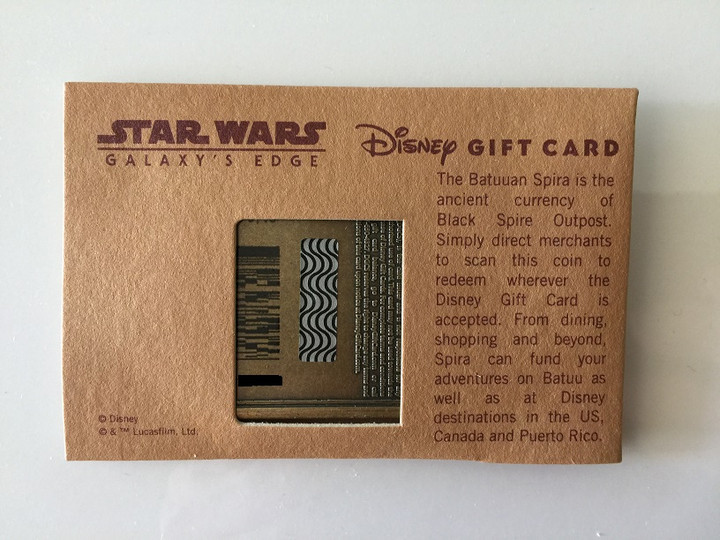 STAR WARS
GALAXY'S EDGE
Disney GIFT CARD
The Batuuan Spira is the
ancient currency of
Black Spire Outpost.
Simply direct merchants
to scan this coin to
redeem wherever the
Disney Gift Card is
accepted. From dining,
shopping and beyond,
Spira can fund your
adventures on Batuu as
well as at Disney
destinations in the US,
Canada and Puerto Rico.
© Disney
© & ™ Lucasfilm, Ltd.